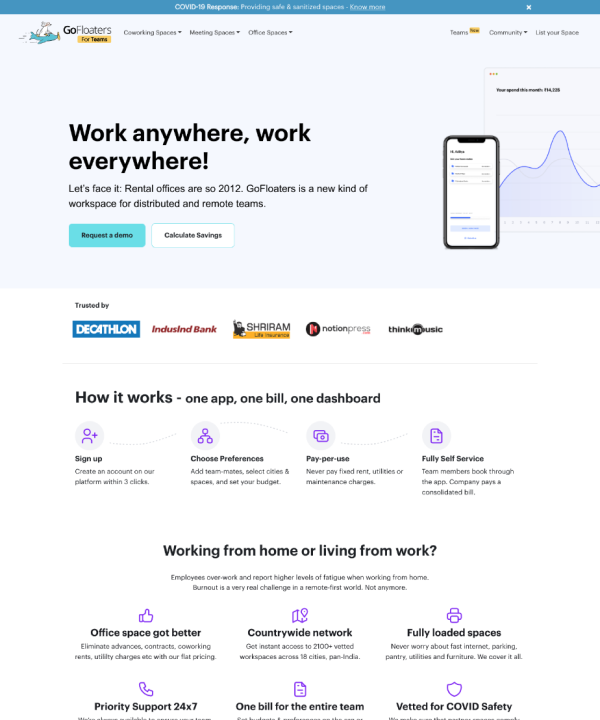 COVID-19 Response: Providing safe & sanitized spaces - Know more ×
GoFloaters
For Teams
Coworking Spaces Meeting Spaces Office Spaces Teams New Community List your Space
Your spend this month: ₹14,228
Work anywhere, work
everywhere!
Let's face it: Rental offices are so 2012. GoFloaters is a new kind of
workspace for distributed and remote teams.
Request a demo Calculate Savings
Trusted by
DECATHLON IndusInd Bank SHRIRAM Life Insurance notionpress thinkmusic
How it works - one app, one bill, one dashboard
Sign up Choose Preferences Pay-per-use Fully Self Service
Create an account on our Add team-mates, select cities & Never pay fixed rent, utilities or Team members book through
platform within 3 clicks. spaces, and set your budget. maintenance charges. the app. Company pays a
consolidated bill.
Working from home or living from work?
Employees over-work and report higher levels of fatigue when working from home.
Burnout is a very real challenge in a remote-first world. Not anymore.
Office space got better Countrywide network Fully loaded spaces
Eliminate advances, contracts, coworking Get instant access to 2100+ vetted Never worry about fast internet, parking,
rents, utility charges etc with our flat pricing. workspaces across 18 cities, pan-India. pantry, utilities and furniture. We cover it all.
Priority Support 24x7 One bill for the entire team Vetted for COVID Safety